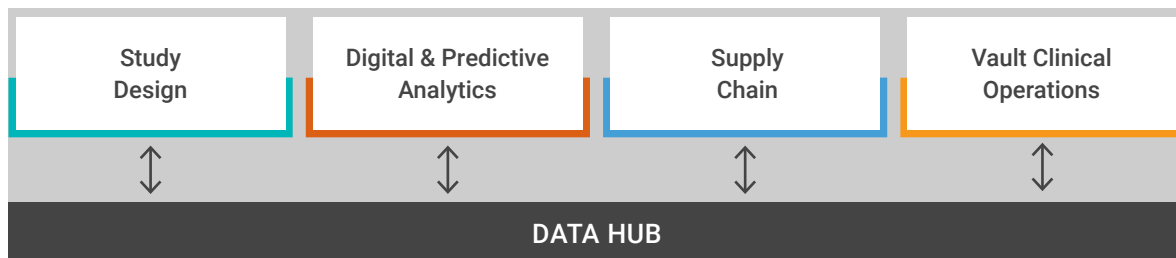 Study
Design
Digital & Predictive
Analytics
Supply
Chain
Vault Clinical
Operations
DATA HUB